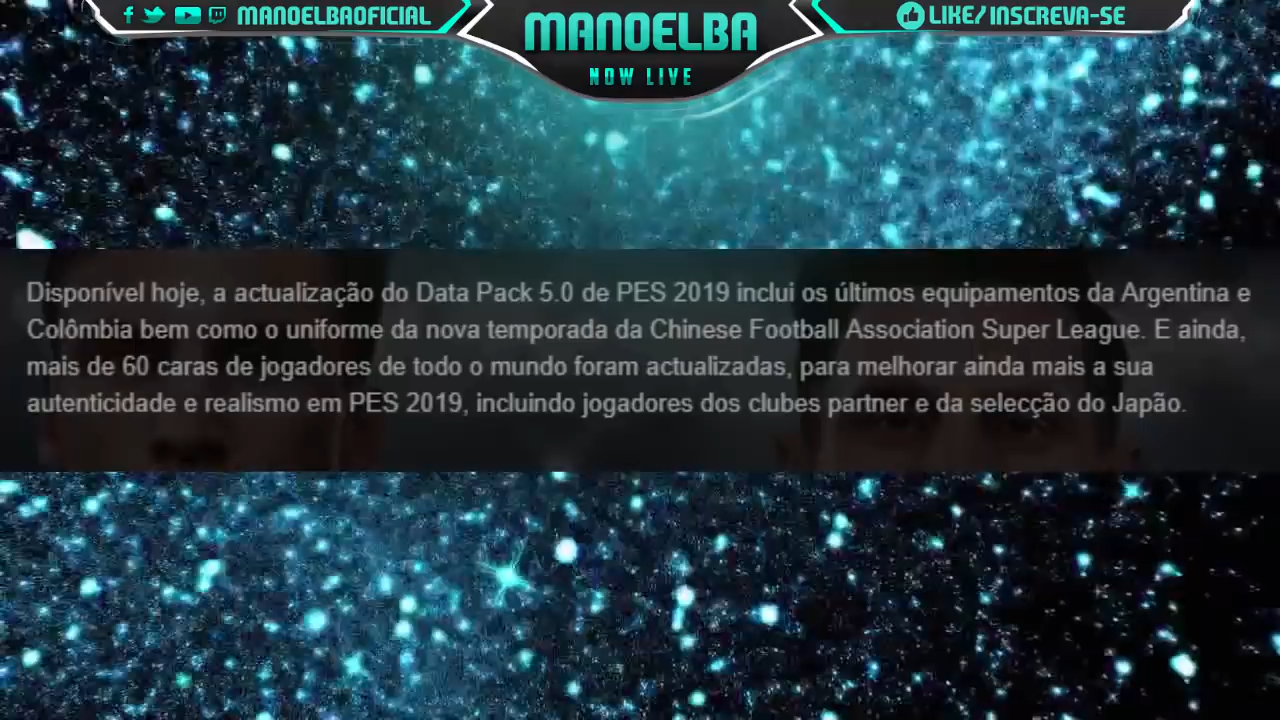 MANOELBAOFICIAL
MANOELBA
NOW LIVE
LIKE/INSCREVA-SE
Disponível hoje, a actualização do Data Pack 5.0 de PES 2019 inclui os últimos equipamentos da Argentina e
Colômbia bem como o uniforme da nova temporada da Chinese Football Association Super League. E ainda,
mais de 60 caras de jogadores de todo o mundo foram actualizadas, para melhorar ainda mais a sua
autenticidade e realismo em PES 2019, incluindo jogadores dos clubes partner e da selecção do Japão.